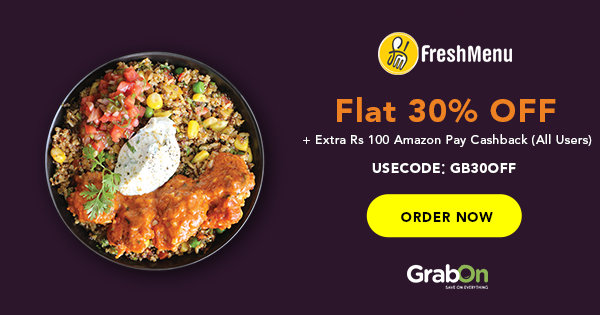 FreshMenu
Flat 30% OFF
+ Extra Rs 100 Amazon Pay Cashback (All Users)
USECODE: GB30OFF
ORDER NOW
GrabOn
SAVE ON EVERYTHING